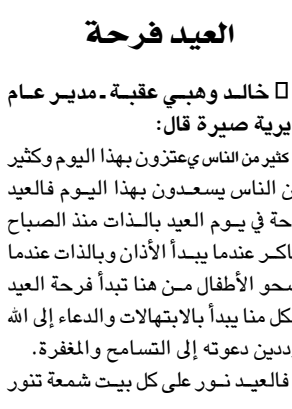 العيد فرحة
خالد وهبي عقبة ـ مدير عام
يرية صيرة قال:
كثير من الناس يعتزون بهذا اليوم وكثير
ن الناس يسعدون بهذا اليوم فالعيد
حة في يوم العيد بالذات منذ الصباح
اكر عندما يبدأ الأذان وبالذات عندما
سحو الأطفال من هنا تبدأ فرحة العيد
كل منا يبدأ بالابتهالات والدعاء إلى الله
ددين دعوته إلى التسامح والمغفرة.
فالعيد نور على كل بيت شمعة تنور